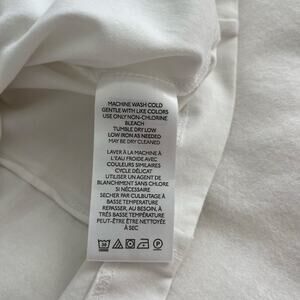 MACHINE WASH COLD
GENTLE WITH LIKE COLORS
USE ONLY NON-CHLORINE
BLEACH
TUMBLE DRY LOW
LOW IRON AS NEEDED
MAY BE DRY CLEANED
LAVER À LA MACHINE À
L'EAU FROIDE AVEC
COULEURS SIMILAIRES
CYCLE DÉLICAT
UTILISER UN AGENT DE
BLANCHIMENT SANS CHLORE
SI NÉCESSAIRE
SECHER PAR CULBUTAGE À
BASSE TEMPÉRATURE
REPASSER, AU BESOIN, À
TRÈS BASSE TEMPÉRATURE
PEUT-ÊTRE ÊTRE NETTOYÉE
À SEC